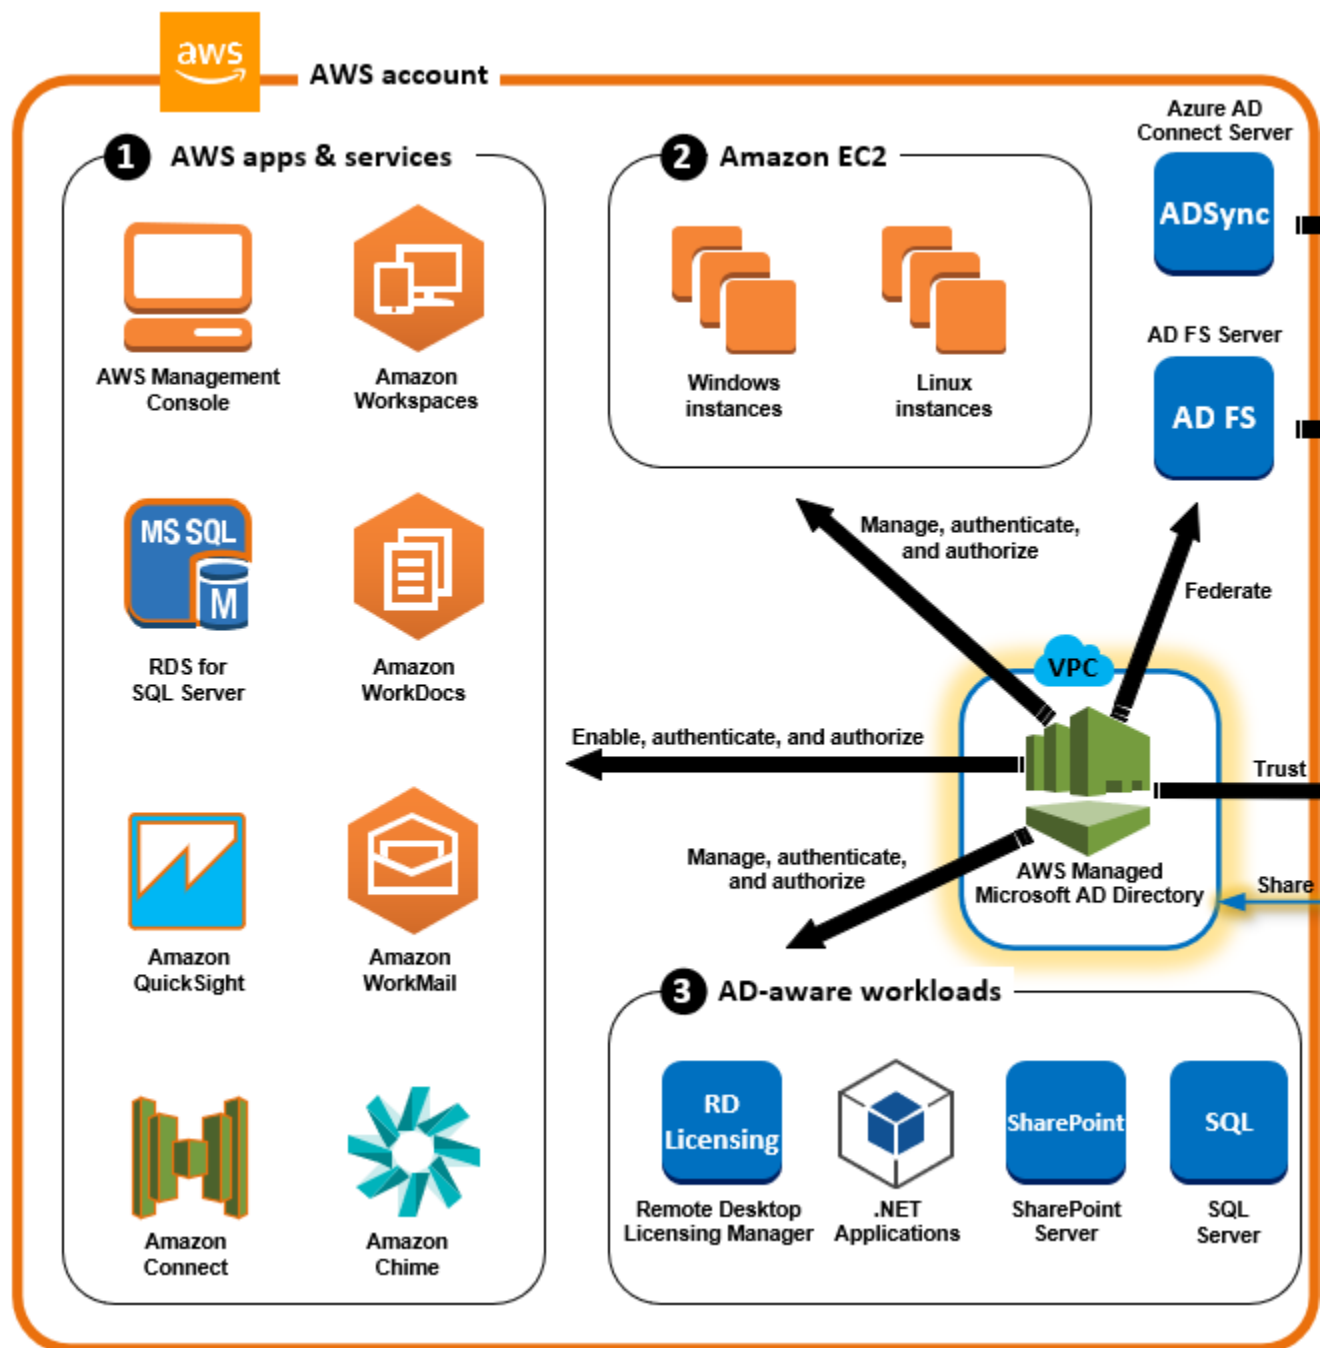 aws
AWS account
1 AWS apps & services
AWS Management
Console
Amazon
Workspaces
MS SQL
M
RDS for
SQL Server
Amazon
WorkDocs
Amazon
QuickSight
Amazon
WorkMail
Amazon
Connect
Amazon
Chime
2 Amazon EC2
Windows
instances
Linux
instances
Azure AD
Connect Server
ADSync
AD FS Server
AD FS
Manage, authenticate,
and authorize
Federate
VPC
Enable, authenticate, and authorize
Trust
Manage, authenticate,
and authorize
AWS Managed
Microsoft AD Directory
Share
3 AD-aware workloads
RD
Licensing
Remote Desktop
Licensing Manager
.NET
Applications
SharePoint
SharePoint
Server
SQL
SQL
Server